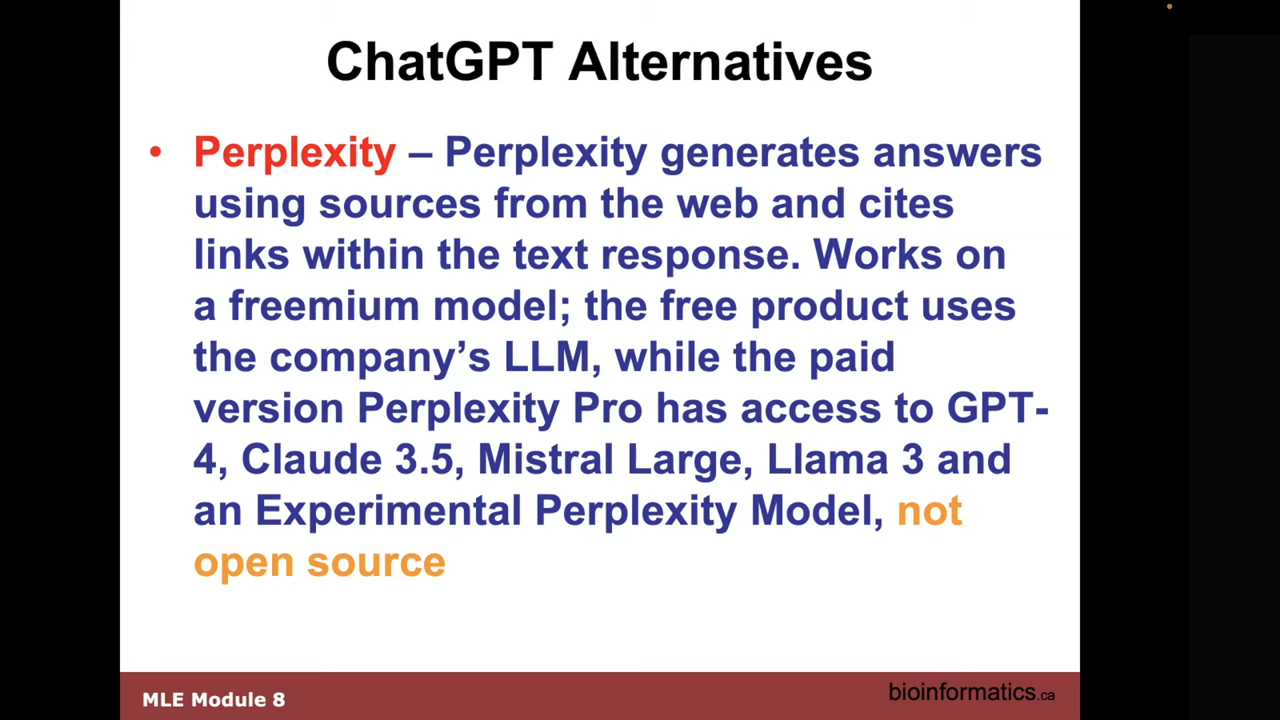 ChatGPT Alternatives
• Perplexity – Perplexity generates answers
using sources from the web and cites
links within the text response. Works on
a freemium model; the free product uses
the company’s LLM, while the paid
version Perplexity Pro has access to GPT-
4, Claude 3.5, Mistral Large, Llama 3 and
an Experimental Perplexity Model, not
open source
MLE Module 8
bioinformatics.ca